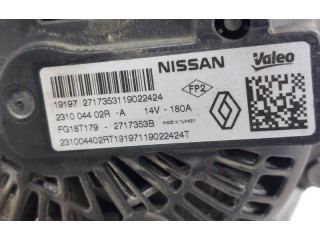 NISSAN Valeo
19197 2717353119022424
2310 044 02R -A 14V - 180A FP2
FG18T179 - 2717353B MADE IN TURKEY
231004402RT19197119022424T